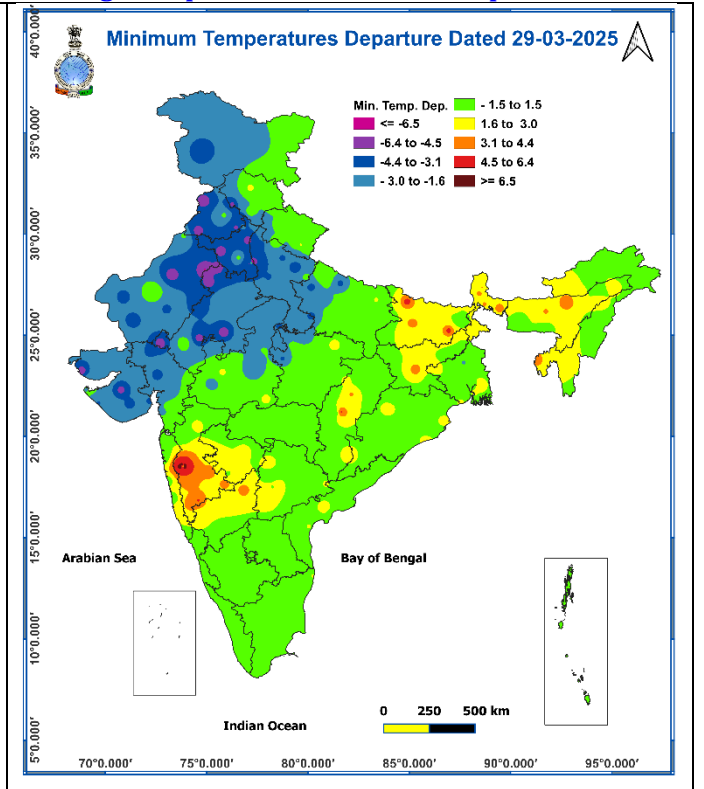 Minimum Temperatures Departure Dated 29-03-2025
Min. Temp. Dep.
<= -6.5
-6.4 to -4.5
-4.4 to -3.1
- 3.0 to -1.6
- 1.5 to 1.5
1.6 to 3.0
3.1 to 4.4
4.5 to 6.4
>= 6.5
40°0.000'
35°0.000'
30°0.000'
25°0.000'
20°0.000'
15°0.000'
10°0.000'
5°0.000'
Arabian Sea
Bay of Bengal
Indian Ocean
0 250 500 km
70°0.000' 75°0.000' 80°0.000' 85°0.000' 90°0.000' 95°0.000'